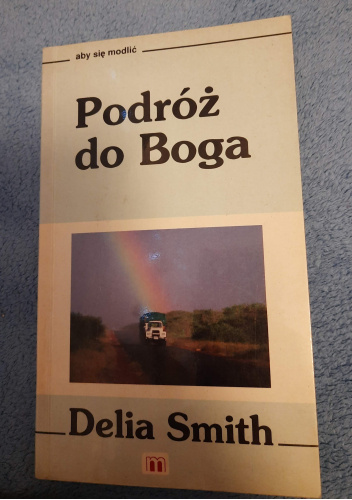 aby się modlić
Podróż
do Boga
Delia Smith
m